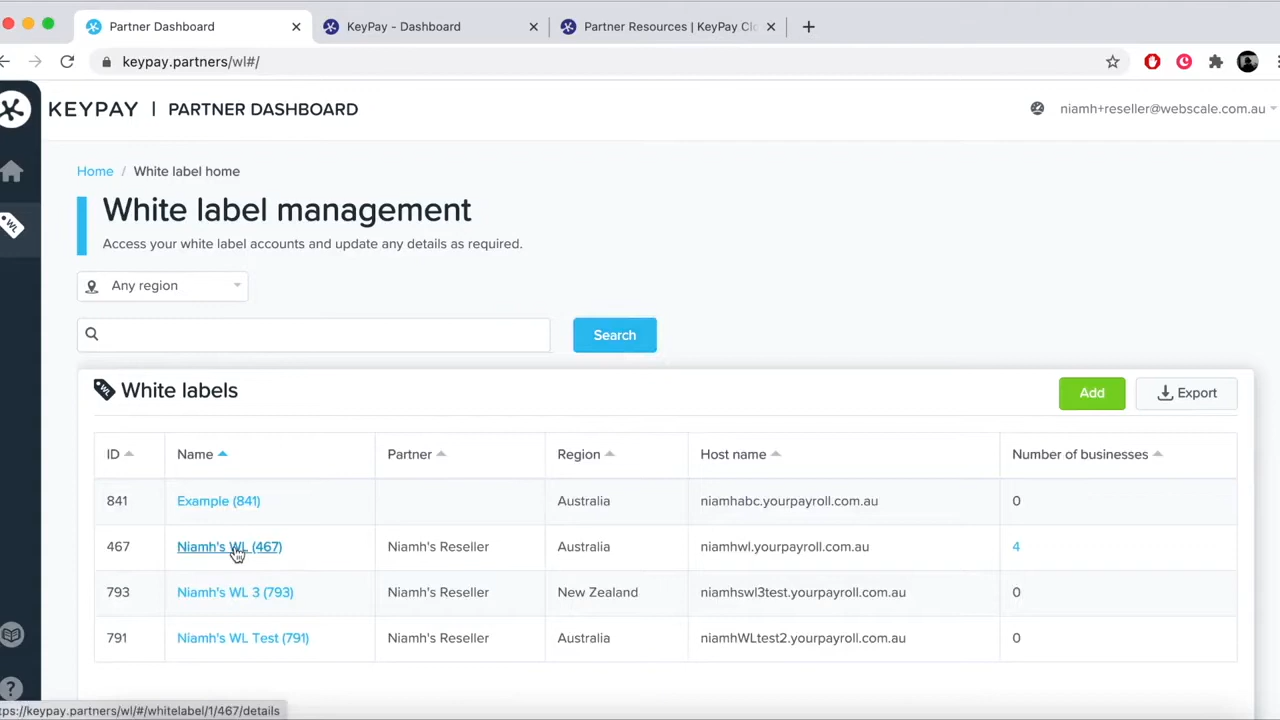 Partner Dashboard
KeyPay - Dashboard
Partner Resources | KeyPay Clo
keypay.partners/wl#/
KEYPAY | PARTNER DASHBOARD
niamh+reseller@webscale.com.au
Home / White label home
WL
White label management
Access your white label accounts and update any details as required.
Any region
Search
WL White labels
Add
Export
ID Name Partner Region Host name Number of businesses
841 Example (841) Australia niamhabc.yourpayroll.com.au 0
467 Niamh's WL (467) Niamh's Reseller Australia niamhwl.yourpayroll.com.au 4
793 Niamh's WL 3 (793) Niamh's Reseller New Zealand niamhswl3test.yourpayroll.com.au 0
791 Niamh's WL Test (791) Niamh's Reseller Australia niamhWLtest2.yourpayroll.com.au 0
?
tps://keypay.partners/wl/#/whitelabel/1/467/details